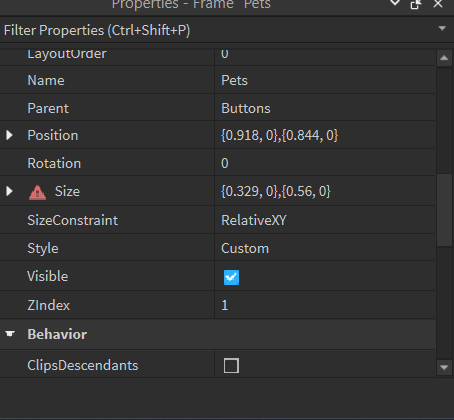 Properties - Frame "Pets"
Filter Properties (Ctrl+Shift+P)
LayoutOrder 0
Name Pets
Parent Buttons
Position {0.918, 0},{0.844, 0}
Rotation 0
Size {0.329, 0},{0.56, 0}
SizeConstraint RelativeXY
Style Custom
Visible
ZIndex 1
Behavior
ClipsDescendants